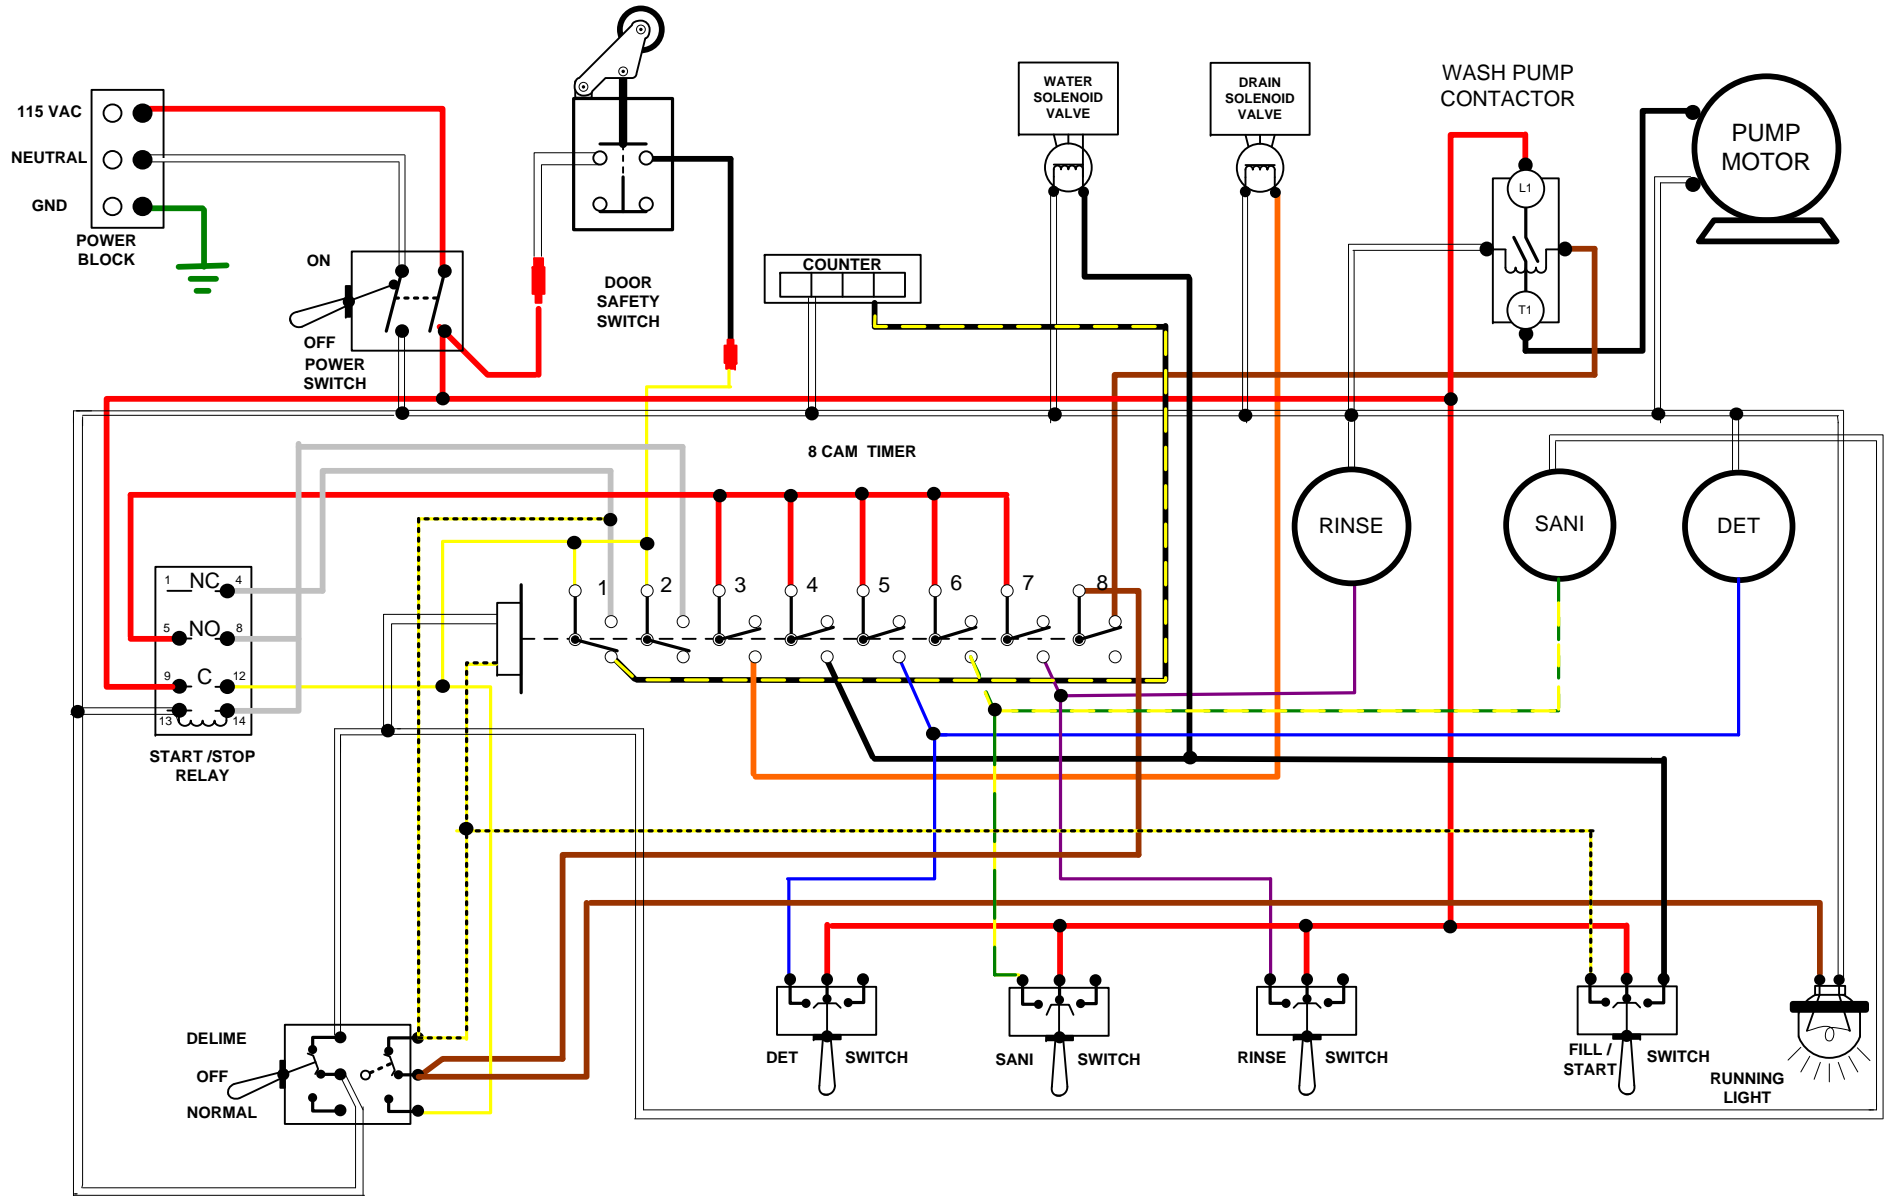 115 VAC
NEUTRAL
GND
POWER
BLOCK
ON
OFF
POWER
SWITCH
DOOR
SAFETY
SWITCH
COUNTER
WATER
SOLENOID
VALVE
DRAIN
SOLENOID
VALVE
WASH PUMP
CONTACTOR
L1
T1
PUMP
MOTOR
8 CAM TIMER
RINSE
SANI
DET
1 NC 4
5 NO 8
9 C 12
13 14
START /STOP
RELAY
1 2 3 4 5 6 7 8
DELIME
OFF
NORMAL
DET SWITCH
SANI SWITCH
RINSE SWITCH
FILL /
START SWITCH
RUNNING
LIGHT